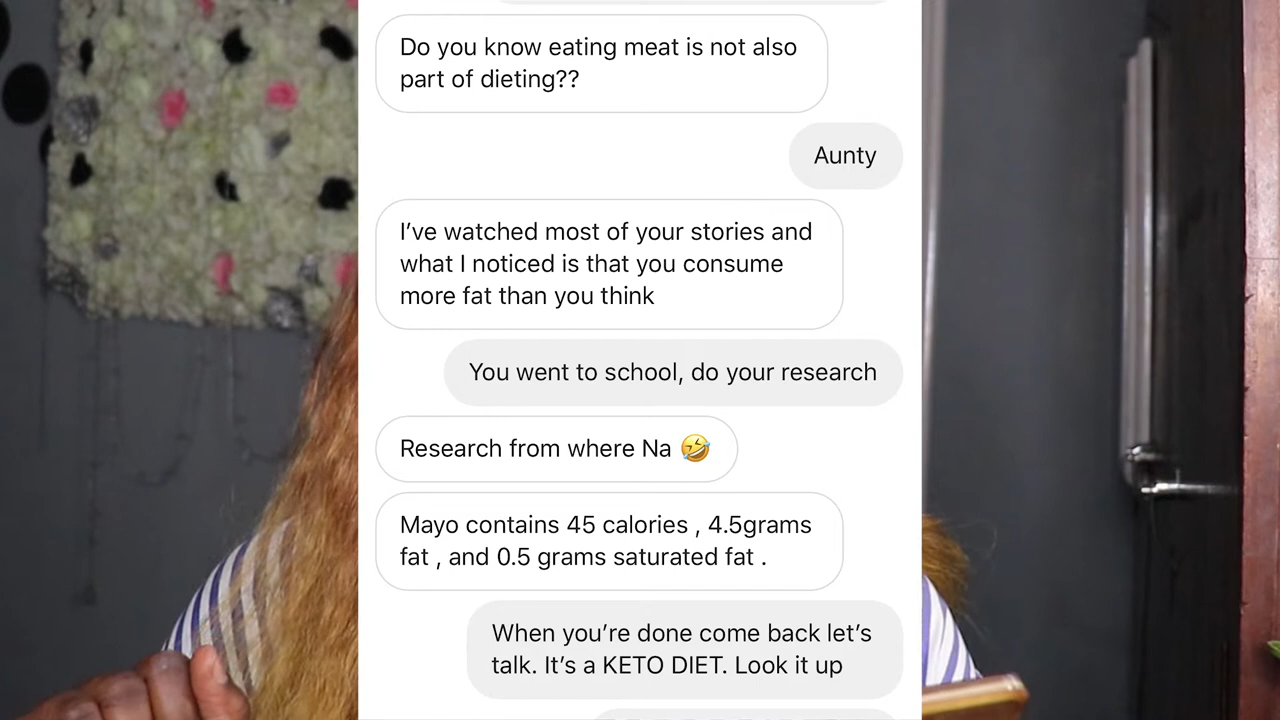 Do you know eating meat is not also
part of dieting??
Aunty
I've watched most of your stories and
what I noticed is that you consume
more fat than you think
You went to school, do your research
Research from where Na 🤣
Mayo contains 45 calories , 4.5grams
fat , and 0.5 grams saturated fat .
When you're done come back let's
talk. It's a KETO DIET. Look it up